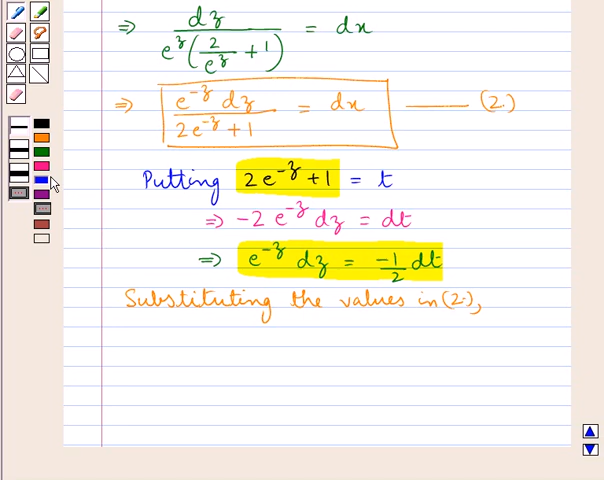 ⇒ dz / e^z (2/e^z + 1) = dx
⇒ e^-z dz / 2e^-z + 1 = dx —— (2.)
Putting 2e^-z + 1 = t
⇒ -2 e^-z dz = dt
⇒ e^-z dz = -1/2 dt
Substituting the values in (2.),